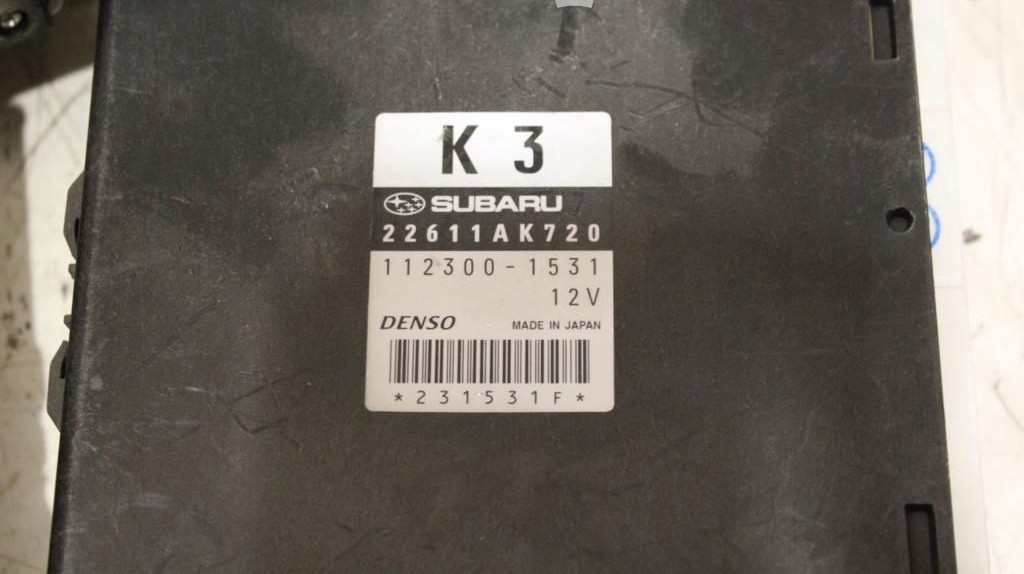 K 3
SUBARU
22611AK720
112300-1531
12V
DENSO MADE IN JAPAN
*231531F*